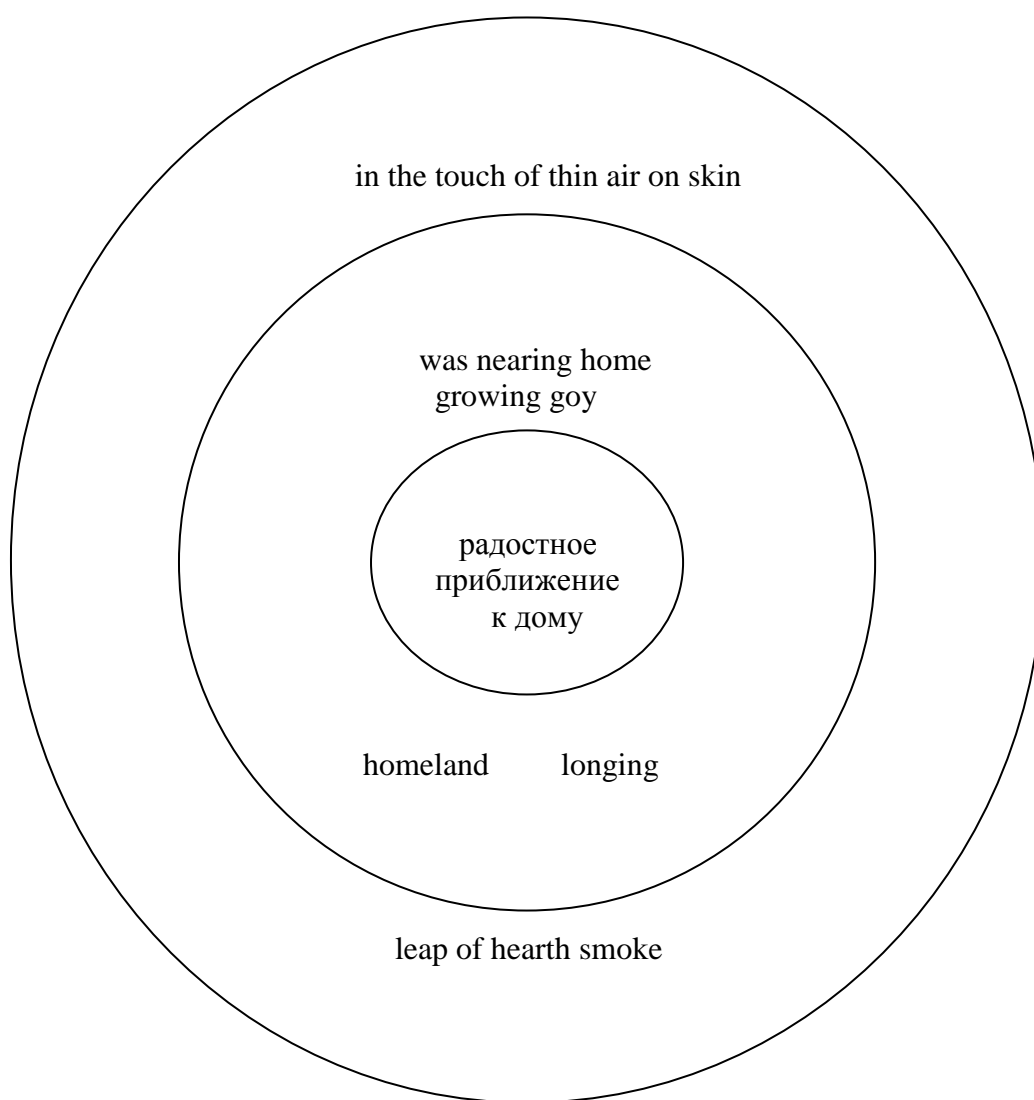 in the touch of thin air on skin
was nearing home
growing goy
радостное
приближение
к дому
homeland longing
leap of hearth smoke